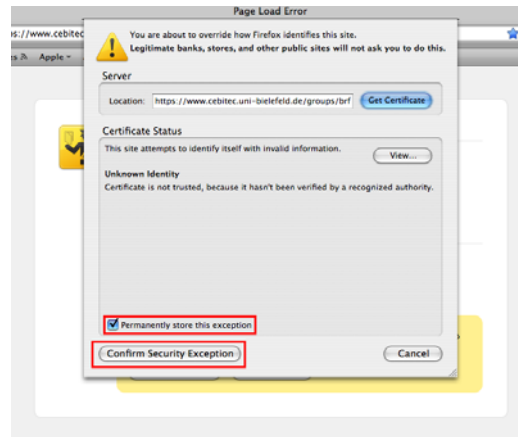 Page Load Error
s://www.cebitec
Apple
You are about to override how Firefox identifies this site.
Legitimate banks, stores, and other public sites will not ask you to do this.
Server
Location: https://www.cebitec.uni-bielefeld.de/groups/brf Get Certificate
Certificate Status
This site attempts to identify itself with invalid information.
View...
Unknown Identity
Certificate is not trusted, because it hasn't been verified by a recognized authority.
Permanently store this exception
Confirm Security Exception Cancel